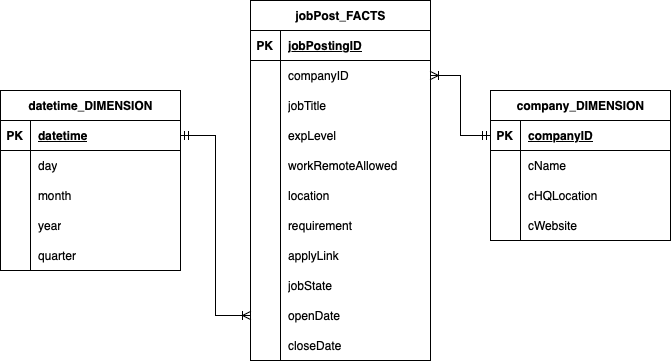 jobPost_FACTS
PK jobPostingID
companyID
jobTitle
expLevel
workRemoteAllowed
location
requirement
applyLink
jobState
openDate
closeDate
datetime_DIMENSION
PK datetime
day
month
year
quarter
company_DIMENSION
PK companyID
cName
cHQLocation
cWebsite